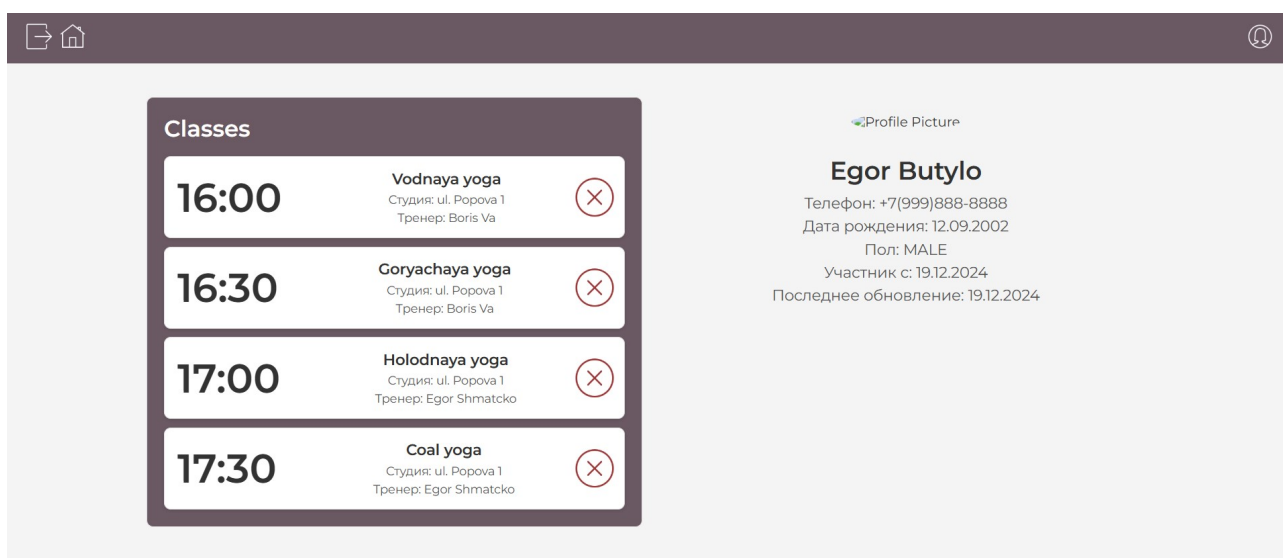 Classes
16:00
Vodnaya yoga
Студия: ul. Popova 1
Тренер: Boris Va
16:30
Goryachaya yoga
Студия: ul. Popova 1
Тренер: Boris Va
17:00
Holodnaya yoga
Студия: ul. Popova 1
Тренер: Egor Shmatcko
17:30
Coal yoga
Студия: ul. Popova 1
Тренер: Egor Shmatcko
Profile Picture
Egor Butylo
Телефон: +7(999)888-8888
Дата рождения: 12.09.2002
Пол: MALE
Участник с: 19.12.2024
Последнее обновление: 19.12.2024